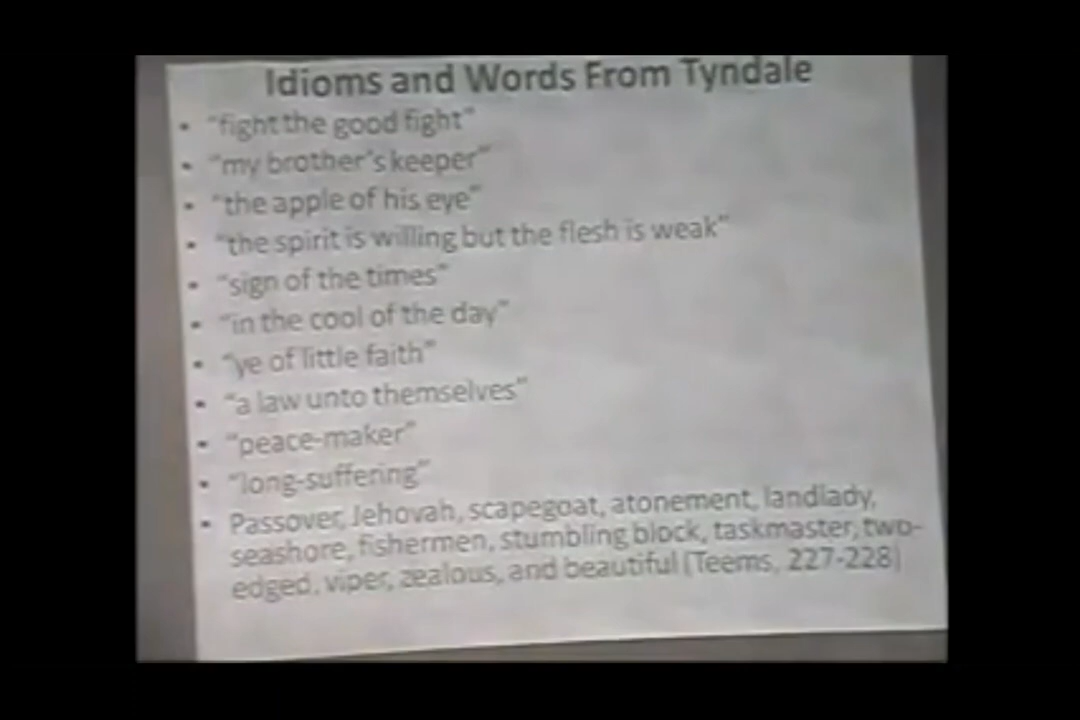 Idioms and Words From Tyndale
• "fight the good fight"
• "my brother's keeper"
• "the apple of his eye"
• "the spirit is willing but the flesh is weak"
• "sign of the times"
• "in the cool of the day"
• "ye of little faith"
• "a law unto themselves"
• "peace-maker"
• "long-suffering"
• Passover, Jehovah, scapegoat, atonement, landlady,
seashore, fishermen, stumbling block, taskmaster, two-
edged, viper, zealous, and beautiful (Teems, 227-228)